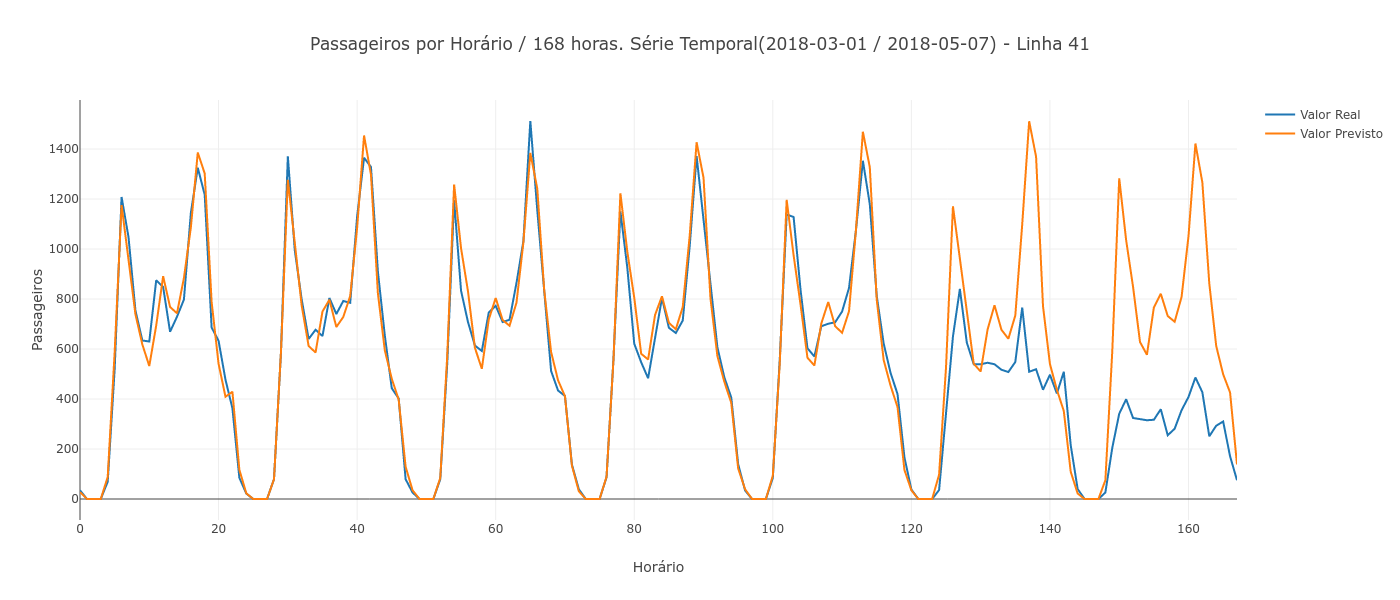 Passageiros por Horário / 168 horas. Série Temporal(2018-03-01 / 2018-05-07) - Linha 41
Valor Real
Valor Previsto
Passageiros
1400
1200
1000
800
600
400
200
0
0 20 40 60 80 100 120 140 160
Horário